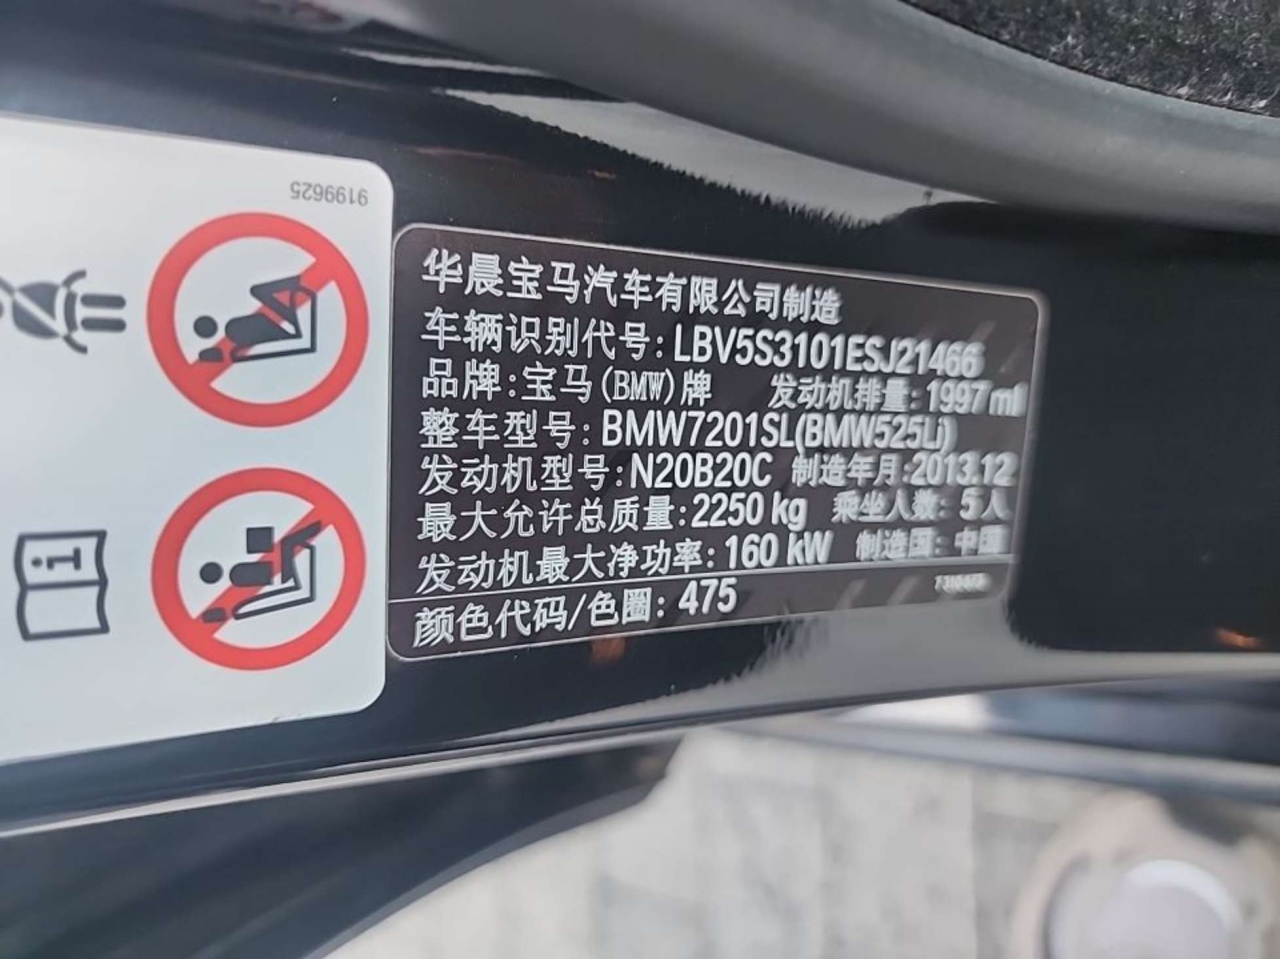 9199625
华晨宝马汽车有限公司制造
车辆识别代号:LBV5S3101ESJ21466
品牌:宝马(BMW)牌 发动机排量:1997 ml
整车型号:BMW7201SL(BMW525Li)
发动机型号:N20B20C 制造年月:2013.12
最大允许总质量:2250 kg 乘坐人数:5人
发动机最大净功率:160 kW 制造国:中国
颜色代码/色圈:475